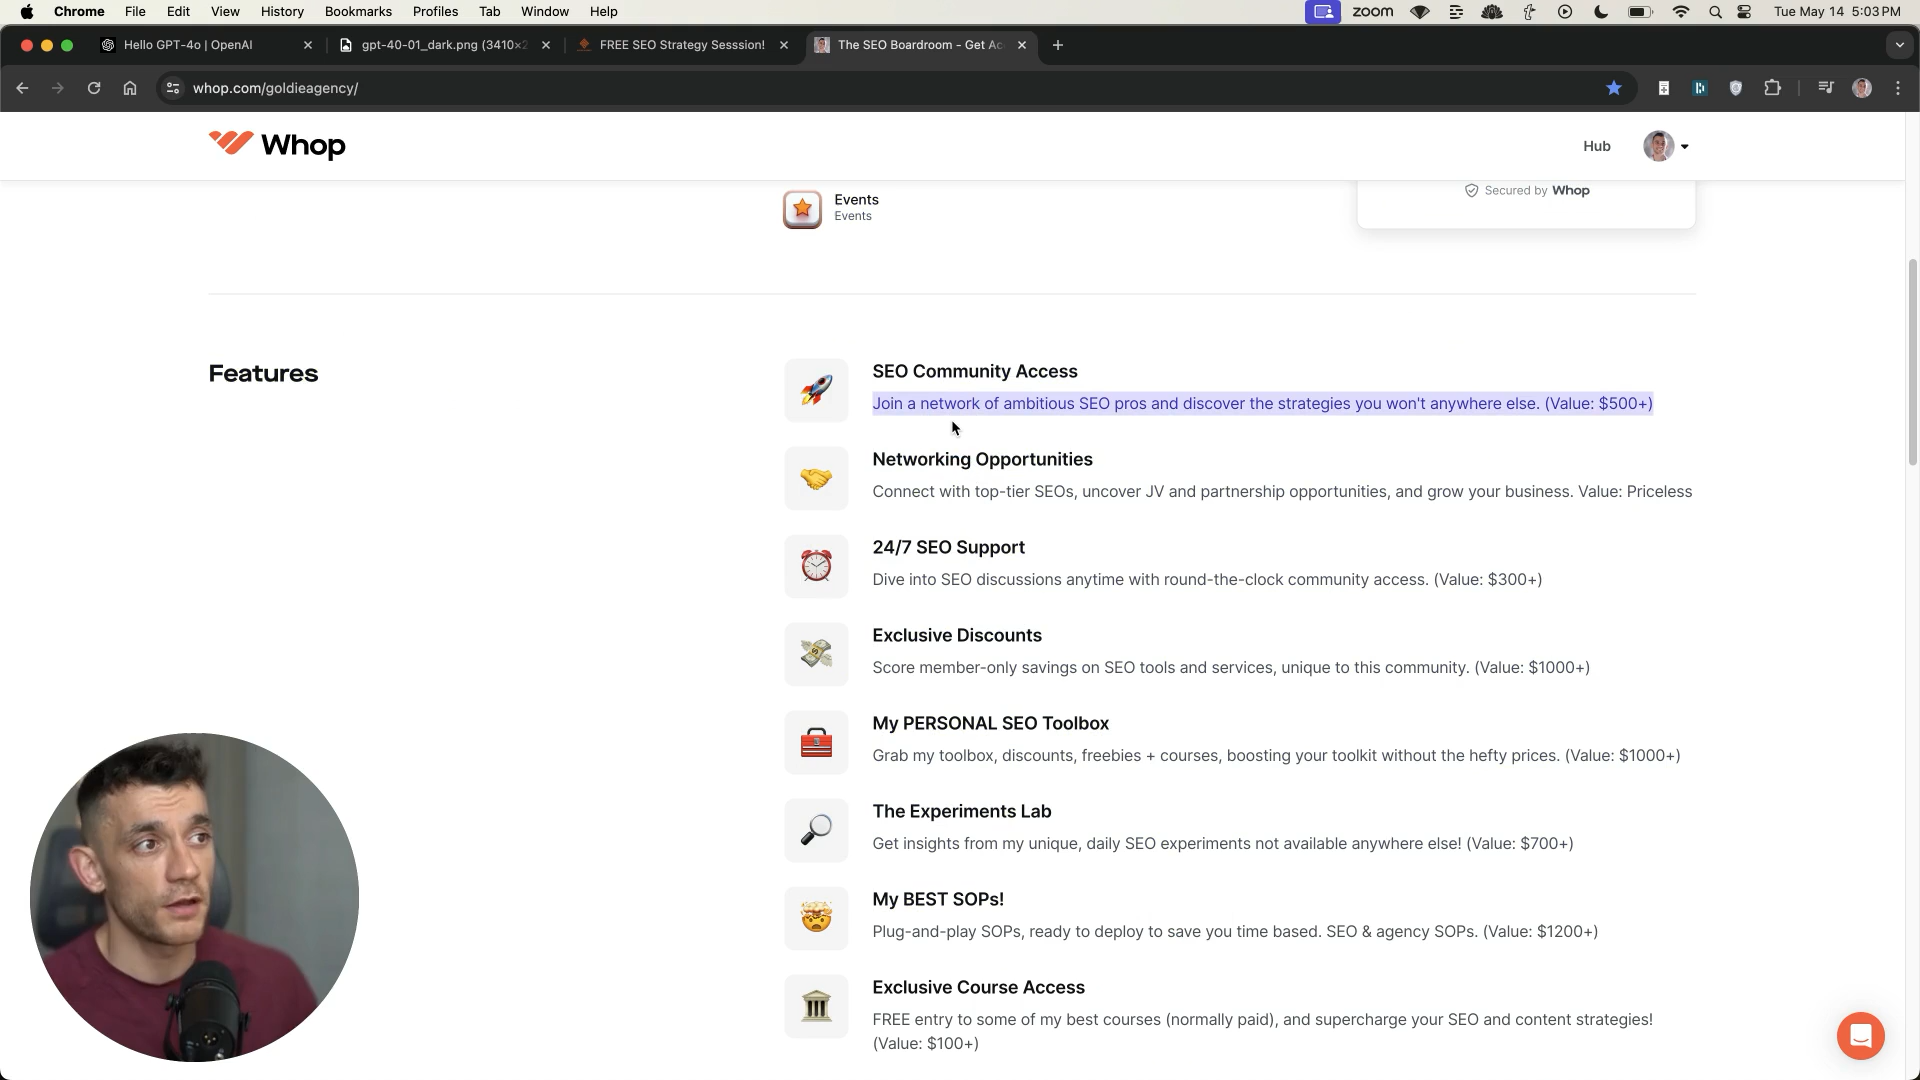 Chrome File Edit View History Bookmarks Profiles Tab Window Help zoom Tue May 14 5:03 PM
Hello GPT-4o | OpenAI gpt-40-01_dark.png (3410×2 FREE SEO Strategy Sesssion! The SEO Boardroom - Get Ac
whop.com/goldieagency/
Whop Hub
Events
Events
Secured by Whop
Features
SEO Community Access
Join a network of ambitious SEO pros and discover the strategies you won't anywhere else. (Value: $500+)
Networking Opportunities
Connect with top-tier SEOs, uncover JV and partnership opportunities, and grow your business. Value: Priceless
24/7 SEO Support
Dive into SEO discussions anytime with round-the-clock community access. (Value: $300+)
Exclusive Discounts
Score member-only savings on SEO tools and services, unique to this community. (Value: $1000+)
My PERSONAL SEO Toolbox
Grab my toolbox, discounts, freebies + courses, boosting your toolkit without the hefty prices. (Value: $1000+)
The Experiments Lab
Get insights from my unique, daily SEO experiments not available anywhere else! (Value: $700+)
My BEST SOPs!
Plug-and-play SOPs, ready to deploy to save you time based. SEO & agency SOPs. (Value: $1200+)
Exclusive Course Access
FREE entry to some of my best courses (normally paid), and supercharge your SEO and content strategies!
(Value: $100+)